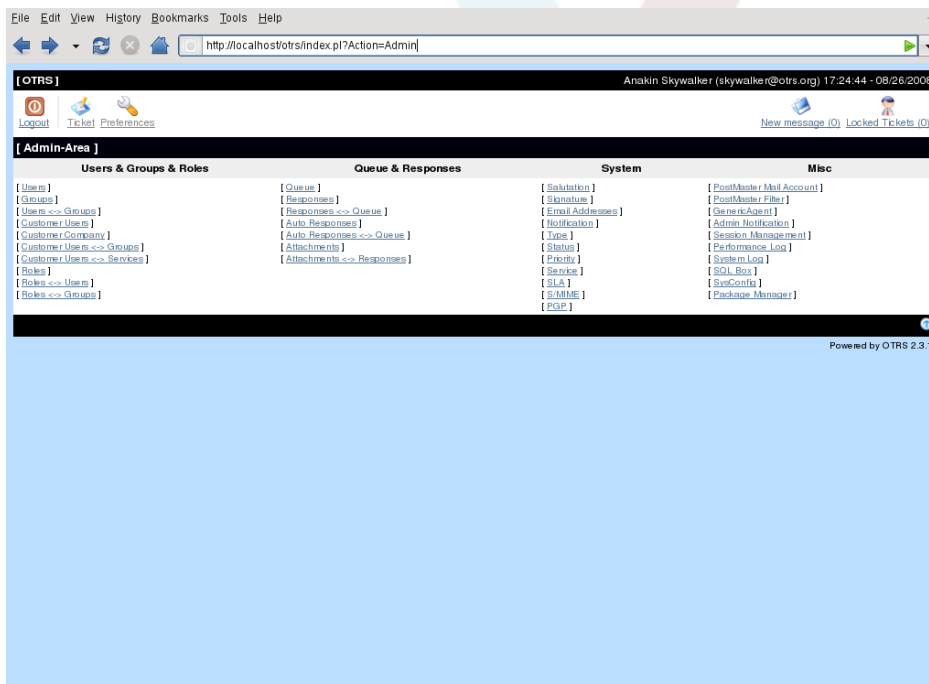 File Edit View History Bookmarks Tools Help
http://localhost/otrs/index.pl?Action=Admin
[ OTRS ] Anakin Skywalker (skywalker@otrs.org) 17:24:44 - 08/26/2008
Logout Ticket Preferences New message (0) Locked Tickets (0)
[ Admin-Area ]
Users & Groups & Roles Queue & Responses System Misc
[ Users ] [ Queue ] [ Salutation ] [ PostMaster Mail Account ]
[ Groups ] [ Responses ] [ Signature ] [ PostMaster Filter ]
[ Users <-> Groups ] [ Responses <-> Queue ] [ Email Addresses ] [ GenericAgent ]
[ Customer Users ] [ Auto Responses ] [ Notification ] [ Admin Notification ]
[ Customer Company ] [ Auto Responses <-> Queue ] [ Type ] [ Session Management ]
[ Customer Users <-> Groups ] [ Attachments ] [ Status ] [ Performance Log ]
[ Customer Users <-> Services ] [ Attachments <-> Responses ] [ Priority ] [ System Log ]
[ Roles ] [ Service ] [ SQL Box ]
[ Roles <-> Users ] [ SLA ] [ SysConfig ]
[ Roles <-> Groups ] [ S/MIME ] [ Package Manager ]
[ PGP ]
Powered by OTRS 2.3.